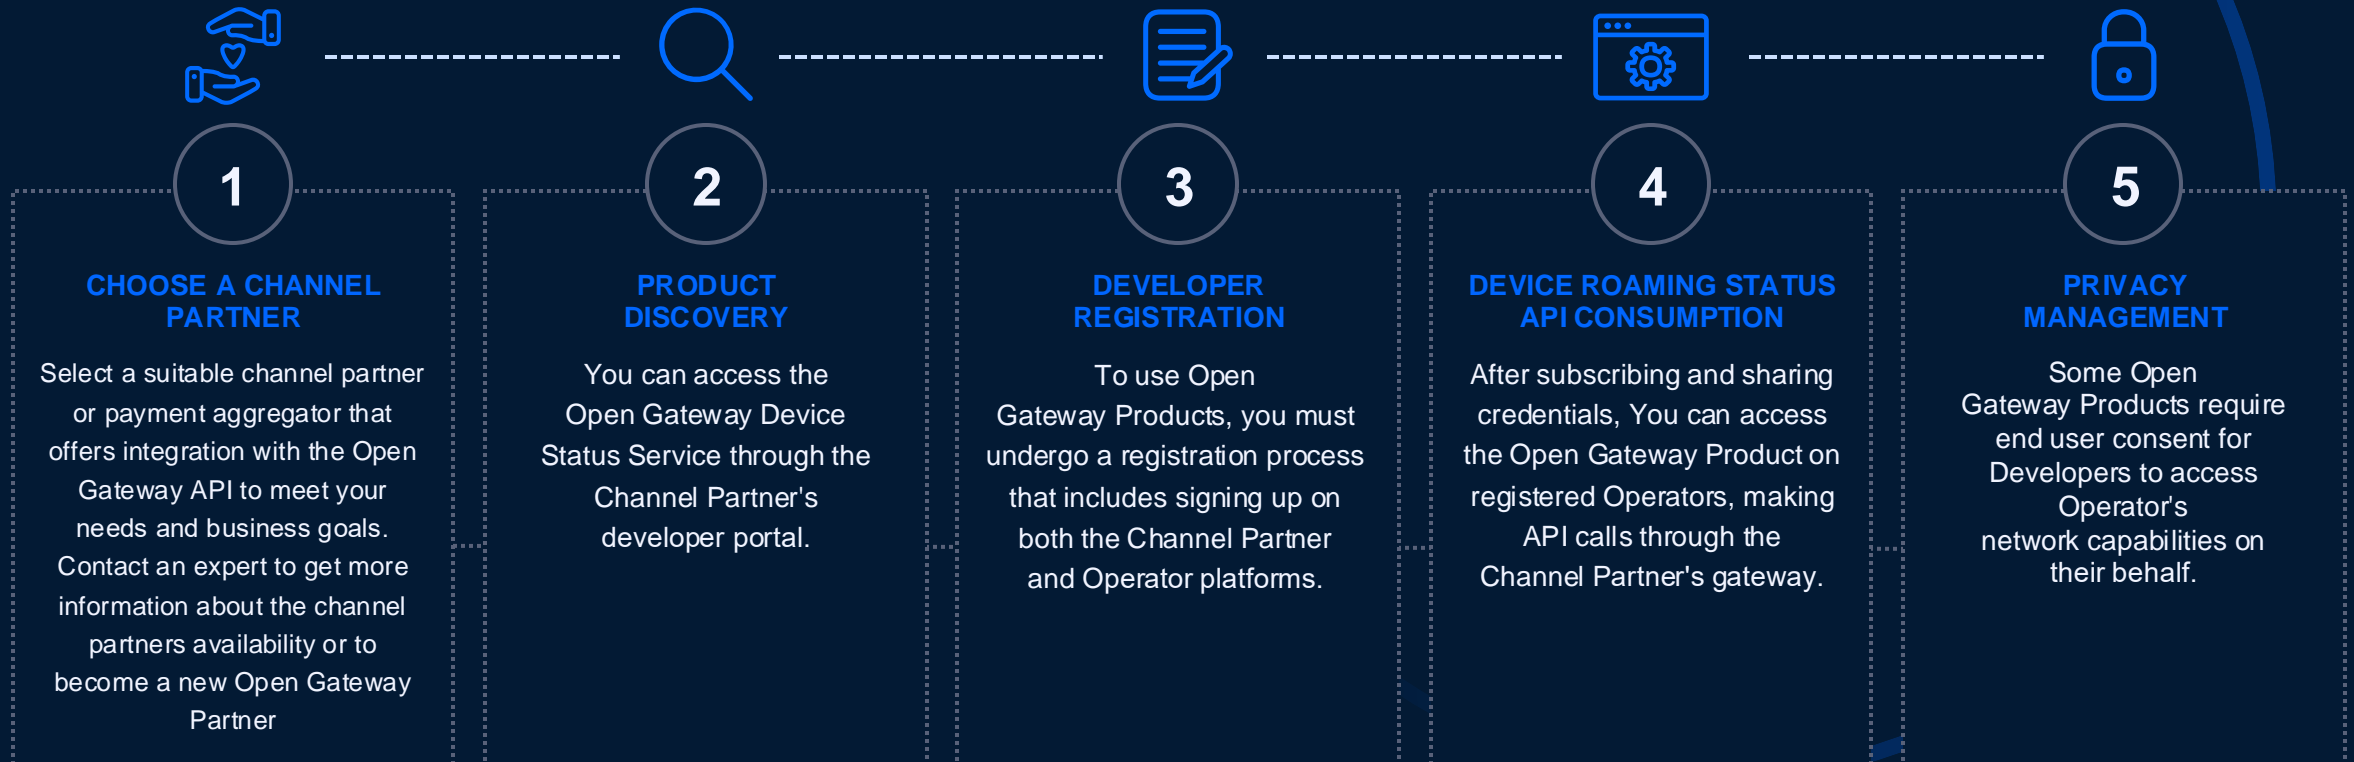 1
CHOOSE A CHANNEL
PARTNER
Select a suitable channel partner
or payment aggregator that
offers integration with the Open
Gateway API to meet your
needs and business goals.
Contact an expert to get more
information about the channel
partners availability or to
become a new Open Gateway
Partner
2
PRODUCT
DISCOVERY
You can access the
Open Gateway Device
Status Service through the
Channel Partner's
developer portal.
3
DEVELOPER
REGISTRATION
To use Open
Gateway Products, you must
undergo a registration process
that includes signing up on
both the Channel Partner
and Operator platforms.
4
DEVICE ROAMING STATUS
API CONSUMPTION
After subscribing and sharing
credentials, You can access
the Open Gateway Product on
registered Operators, making
API calls through the
Channel Partner's gateway.
5
PRIVACY
MANAGEMENT
Some Open
Gateway Products require
end user consent for
Developers to access
Operator's
network capabilities on
their behalf.